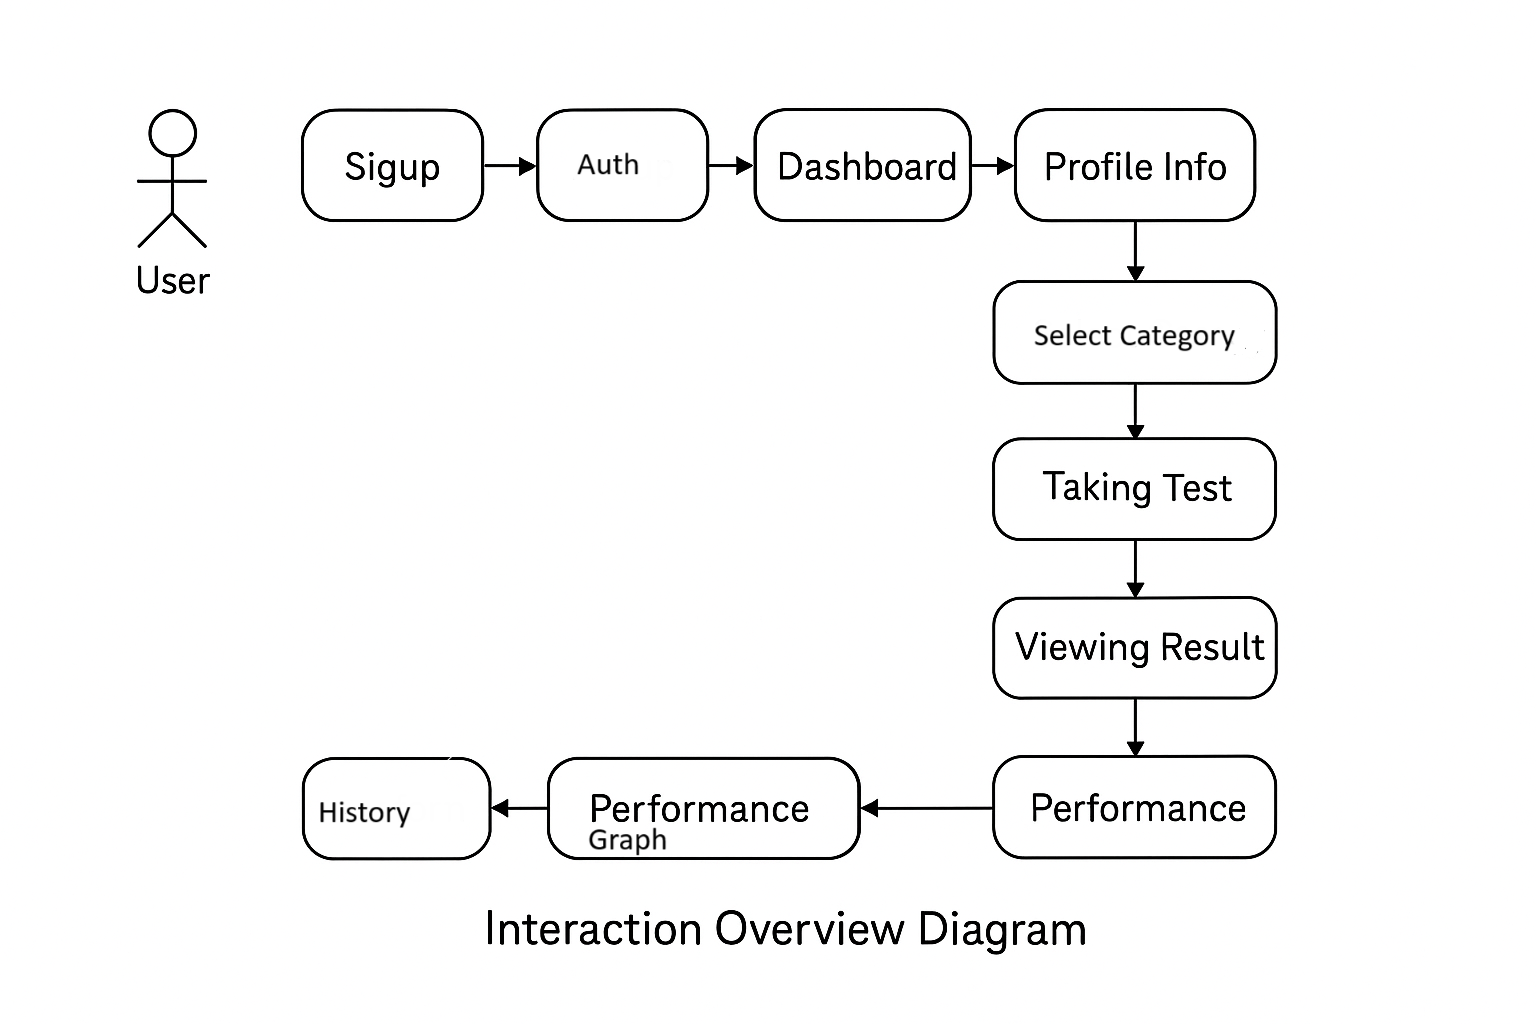 Sigup
Auth
Dashboard
Profile Info
User
Select Category
Taking Test
Viewing Result
Performance
Performance
Graph
History
Interaction Overview Diagram